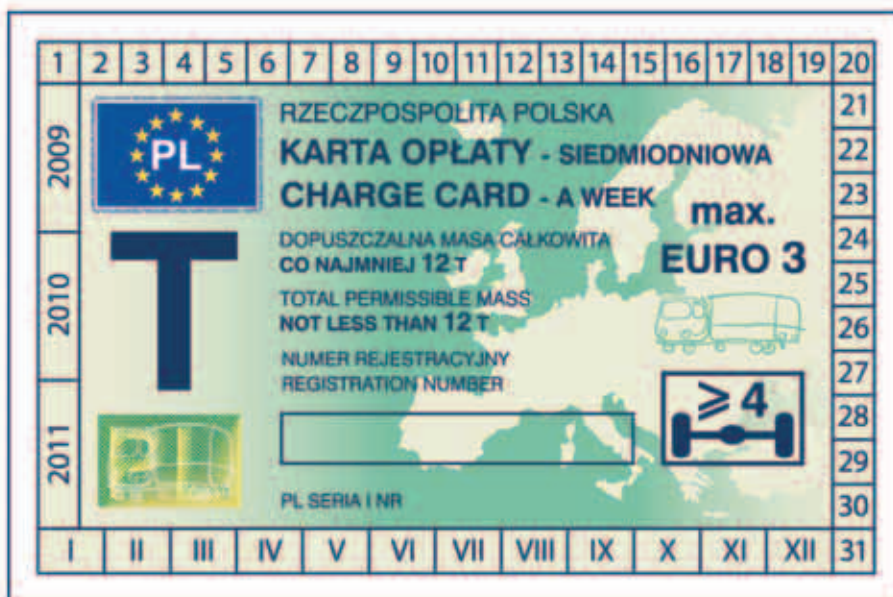 1 2 3 4 5 6 7 8 9 10 11 12 13 14 15 16 17 18 19 20
21
22
23
24
25
26
27
28
29
30
31
2009
2010
2011
PL
RZECZPOSPOLITA POLSKA
KARTA OPŁATY - SIEDMIODNIOWA
CHARGE CARD - A WEEK
max.
EURO 3
T
DOPUSZCZALNA MASA CAŁKOWITA
CO NAJMNIEJ 12 T
TOTAL PERMISSIBLE MASS
NOT LESS THAN 12 T
NUMER REJESTRACYJNY
REGISTRATION NUMBER
⩾ 4
PL SERIA I NR
I II III IV V VI VII VIII IX X XI XII